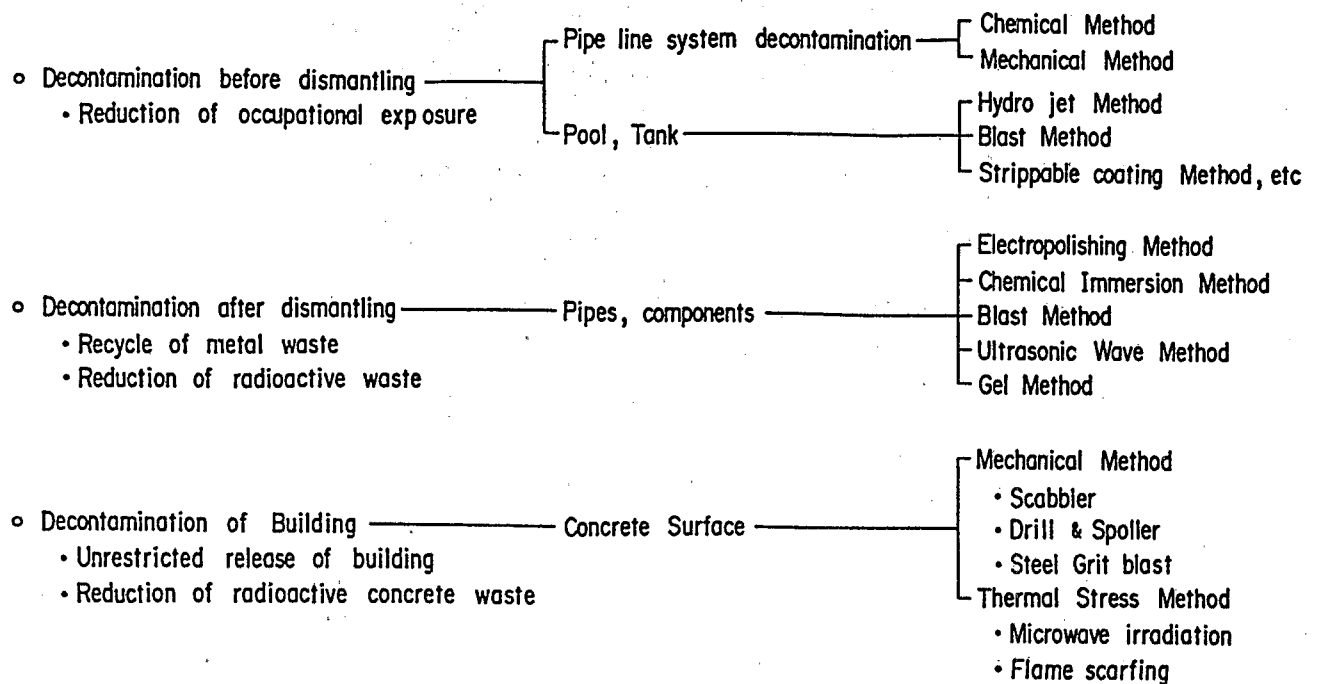 ○ Decontamination before dismantling
• Reduction of occupational exposure
Pipe line system decontamination
Chemical Method
Mechanical Method
Pool, Tank
Hydro jet Method
Blast Method
Strippable coating Method, etc
○ Decontamination after dismantling
• Recycle of metal waste
• Reduction of radioactive waste
Pipes, components
Electropolishing Method
Chemical Immersion Method
Blast Method
Ultrasonic Wave Method
Gel Method
○ Decontamination of Building
• Unrestricted release of building
• Reduction of radioactive concrete waste
Concrete Surface
Mechanical Method
• Scabbler
• Drill & Spoller
• Steel Grit blast
Thermal Stress Method
• Microwave irradiation
• Flame scarfing